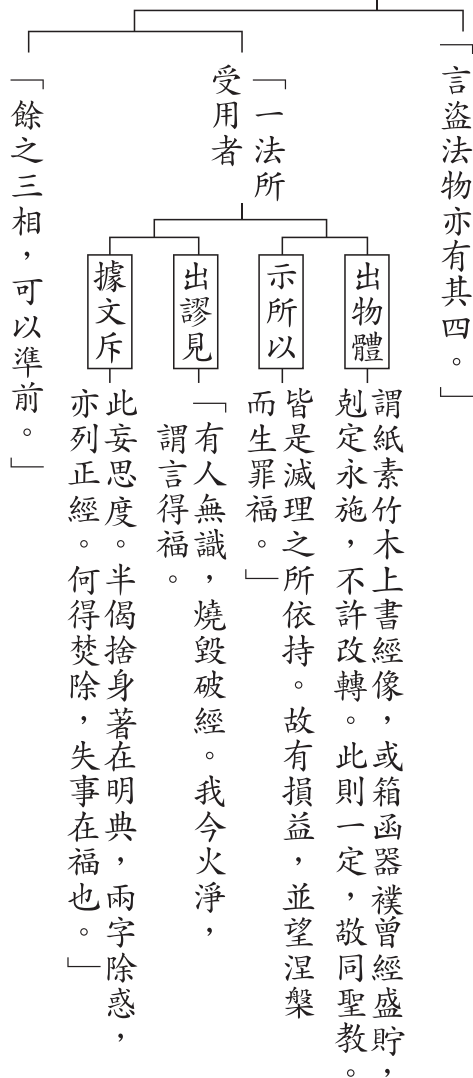 「言盜法物亦有其四。」
「一法所
受用者
出物體
謂紙素竹木上書經像，或箱函器襆曾經盛貯，
剋定永施，不許改轉。此則一定，敬同聖教。
示所以
皆是滅理之所依持。故有損益，並望涅槃
而生罪福。」
出謬見
「有人無識，燒毀破經。我今火淨，
謂言得福。
據文斥
此妄思度。半偈捨身著在明典，兩字除惑，
亦列正經。何得焚除，失事在福也。」
「餘之三相，可以準前。」